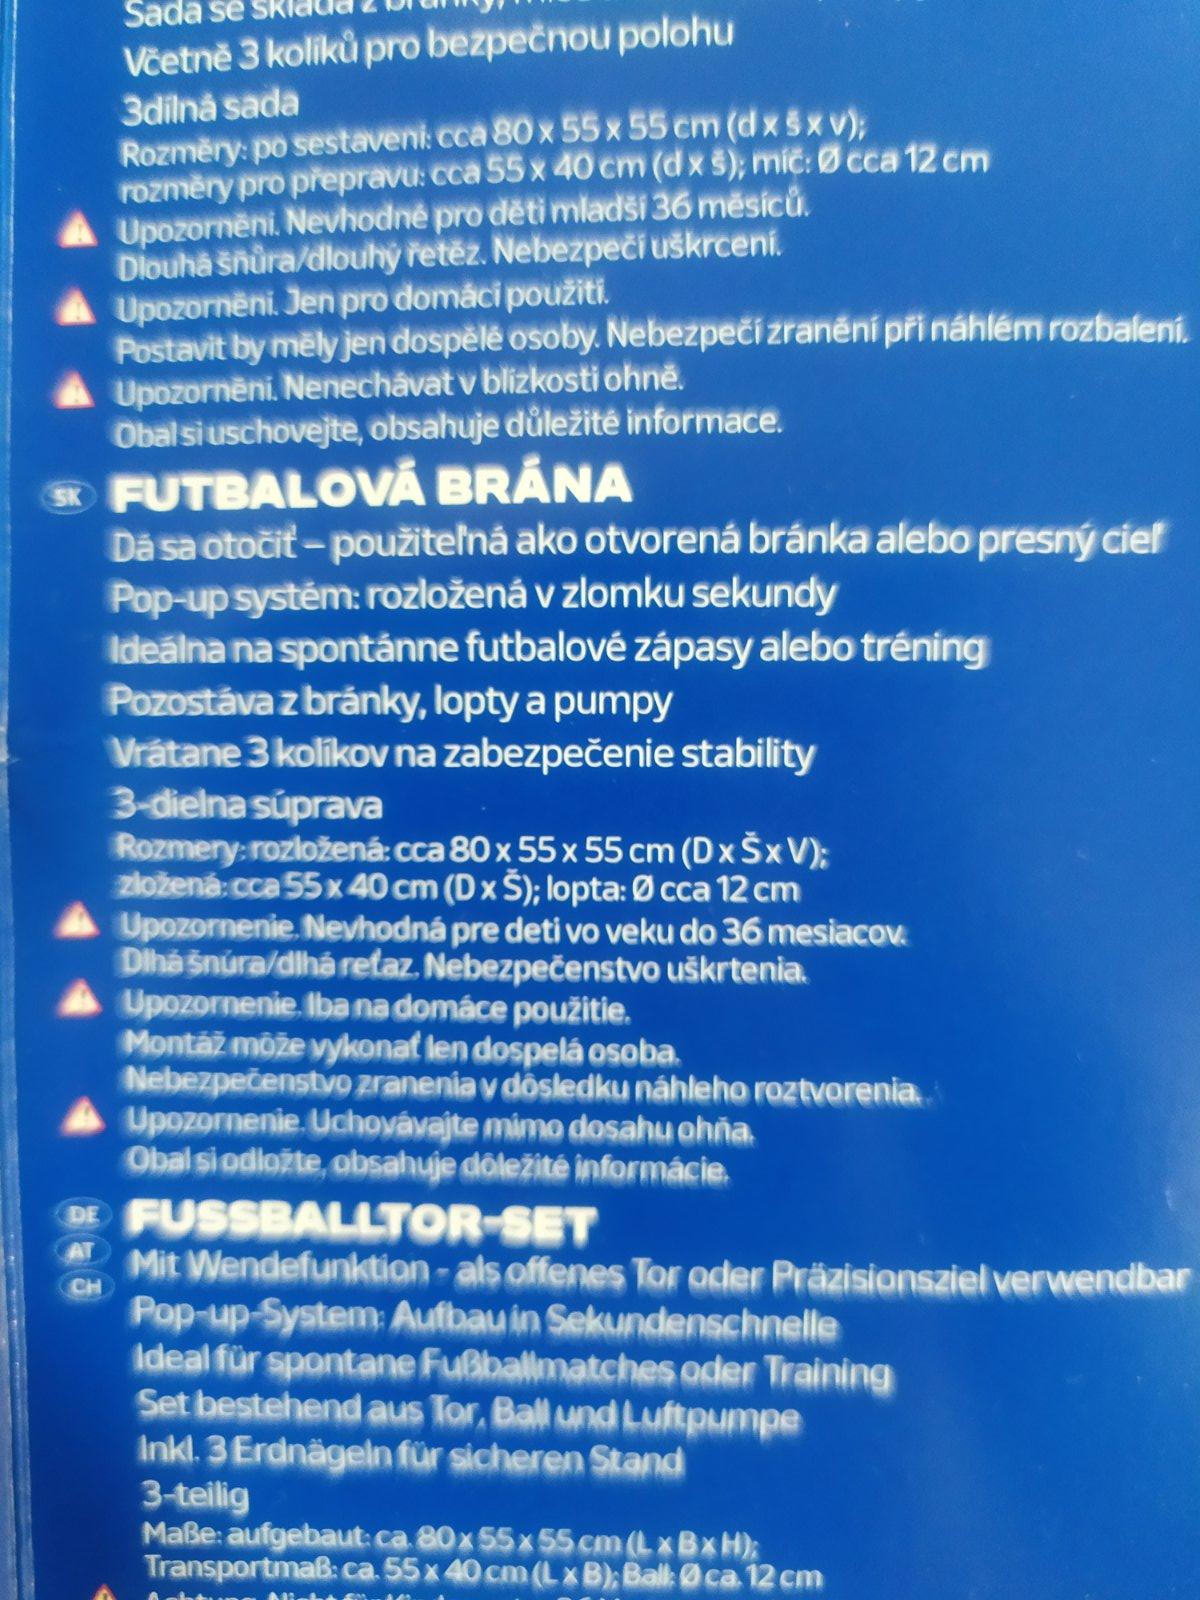 Sada se skládá z bránky,
Včetně 3 kolíků pro bezpečnou polohu
3dílná sada
Rozměry: po sestavení: cca 80 x 55 x 55 cm (d x š x v);
rozměry pro přepravu: cca 55 x 40 cm (d x š); míč: Ø cca 12 cm
Upozornění. Nevhodné pro děti mladší 36 měsíců.
Dlouhá šňůra/dlouhý řetěz. Nebezpečí uškrcení.
Upozornění. Jen pro domácí použití.
Postavit by měly jen dospělé osoby. Nebezpečí zranění při náhlém rozbalení.
Upozornění. Nenechávat v blízkosti ohně.
Obal si uschovejte, obsahuje důležité informace.
SK FUTBALOVÁ BRÁNA
Dá sa otočiť – použiteľná ako otvorená bránka alebo presný cieľ
Pop-up systém: rozložená v zlomku sekundy
Ideálna na spontánne futbalové zápasy alebo tréning
Pozostáva z bránky, lopty a pumpy
Vrátane 3 kolíkov na zabezpečenie stability
3-dielna súprava
Rozmery: rozložená: cca 80 x 55 x 55 cm (D x Š x V);
zložená: cca 55 x 40 cm (D x Š); lopta: Ø cca 12 cm
Upozornenie. Nevhodná pre deti vo veku do 36 mesiacov.
Dlhá šnúra/dlhá reťaz. Nebezpečenstvo uškrtenia.
Upozornenie. Iba na domáce použitie.
Montáž môže vykonať len dospelá osoba.
Nebezpečenstvo zranenia v dôsledku náhleho roztvorenia.
Upozornenie. Uchovávajte mimo dosahu ohňa.
Obal si odložte, obsahuje dôležité informácie.
DE FUSSBALLTOR-SET
AT Mit Wendefunktion - als offenes Tor oder Präzisionsziel verwendbar
CH
Pop-up-System: Aufbau in Sekundenschnelle
Ideal für spontane Fußballmatches oder Training
Set bestehend aus Tor, Ball und Luftpumpe
Inkl. 3 Erdnägeln für sicheren Stand
3-teilig
Maße: aufgebaut: ca. 80 x 55 x 55 cm (L x B x H);
Transportmaß: ca. 55 x 40 cm (L x B); Ball: Ø ca. 12 cm